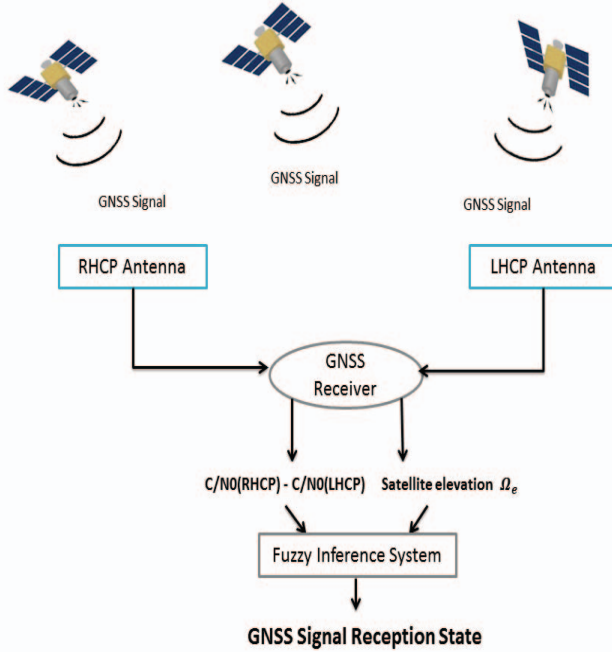 GNSS Signal
GNSS Signal
GNSS Signal
RHCP Antenna
LHCP Antenna
GNSS
Receiver
C/N0(RHCP) - C/N0(LHCP)
Satellite elevation Ωₑ
Fuzzy Inference System
GNSS Signal Reception State